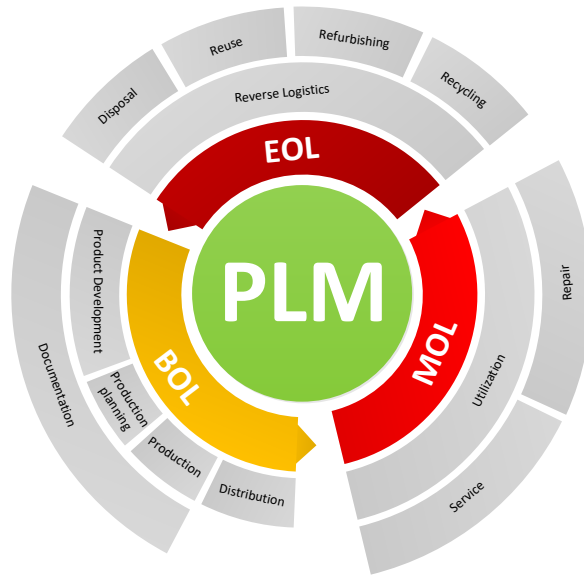 Disposal
Reuse
Refurbishing
Recycling
Reverse Logistics
EOL
PLM
BOL
MOL
Product Development
Production
planning
Production
Distribution
Documentation
Utilization
Repair
Service